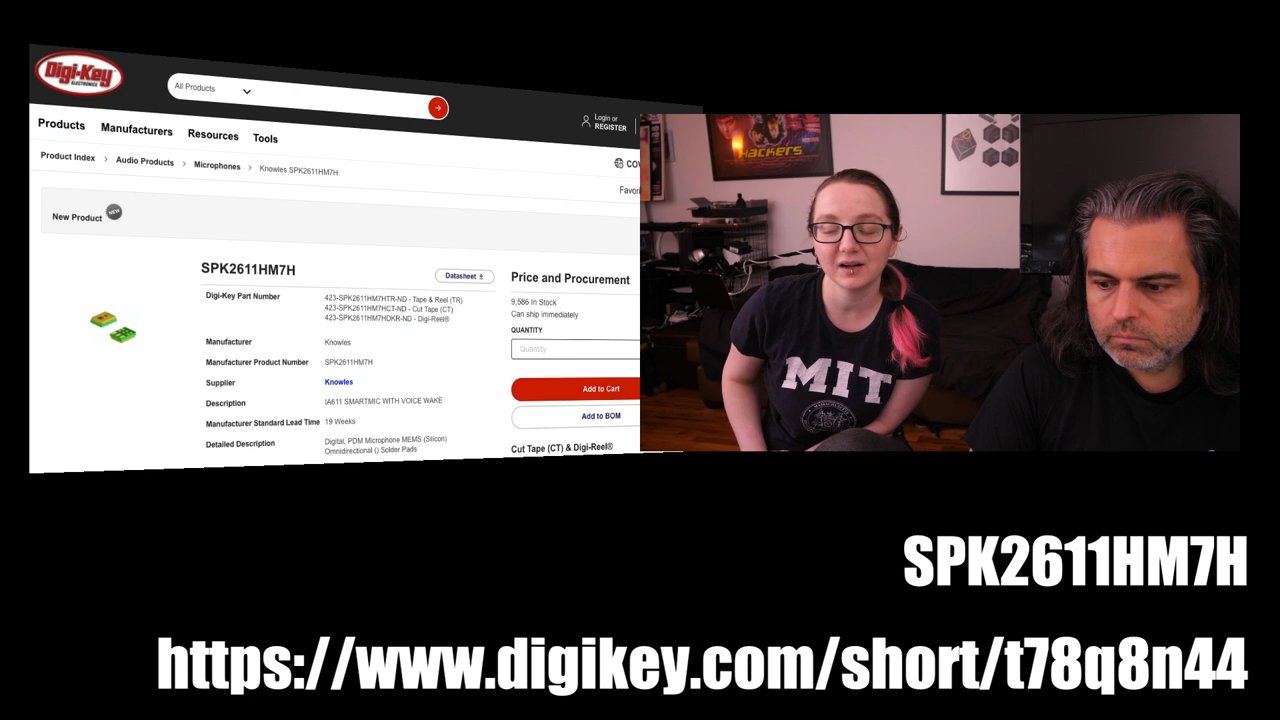 Digi-Key
ELECTRONICS
All Products
Login or
REGISTER
Products Manufacturers Resources Tools
Product Index > Audio Products > Microphones > Knowles SPK2611HM7H
New Product NEW
SPK2611HM7H
Datasheet
Digi-Key Part Number
423-SPK2611HM7HTR-ND - Tape & Reel (TR)
423-SPK2611HM7HCT-ND - Cut Tape (CT)
423-SPK2611HM7HDKR-ND - Digi-Reel®
Manufacturer Knowles
Manufacturer Product Number SPK2611HM7H
Supplier Knowles
Description IA611 SMARTMIC WITH VOICE WAKE
Manufacturer Standard Lead Time 19 Weeks
Detailed Description Digital, PDM Microphone MEMS (Silicon)
Omnidirectional () Solder Pads
Price and Procurement
9,586 In Stock
Can ship immediately
QUANTITY
Quantity
Add to Cart
Add to BOM
Cut Tape (CT) & Digi-Reel®
HACKERS
MIT
SPK2611HM7H
https://www.digikey.com/short/t78q8n44